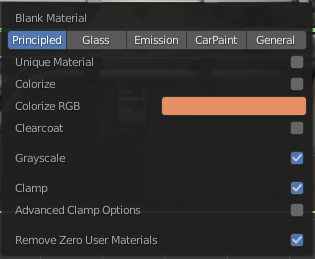 Blank Material
Principled Glass Emission CarPaint General
Unique Material
Colorize
Colorize RGB
Clearcoat
Grayscale
Clamp
Advanced Clamp Options
Remove Zero User Materials